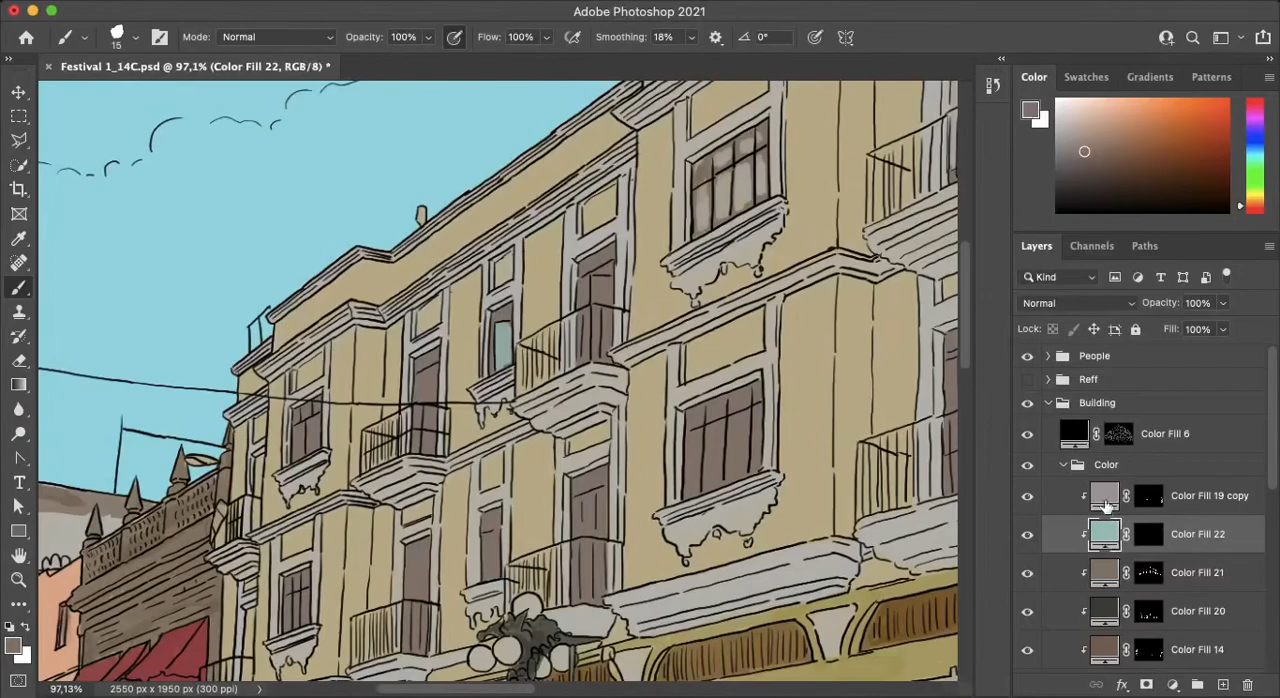 Adobe Photoshop 2021
15 Mode: Normal Opacity: 100% Flow: 100% Smoothing: 18% 0°
Festival 1_14C.psd @ 97,1% (Color Fill 22, RGB/8) *
Color Swatches Gradients Patterns
Layers Channels Paths
Kind
Normal Opacity: 100%
Lock: Fill: 100%
People
Reff
Building
Color Fill 6
Color
Color Fill 19 copy
Color Fill 22
Color Fill 21
Color Fill 20
Color Fill 14
97,13% 2550 px x 1950 px (300 ppi)